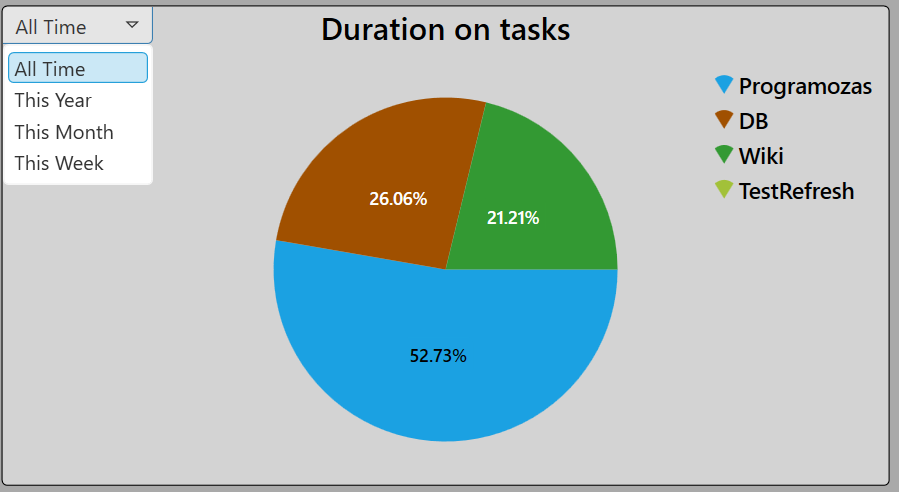 All Time
All Time
This Year
This Month
This Week
Duration on tasks
Programozas
DB
Wiki
TestRefresh
26.06%
21.21%
52.73%